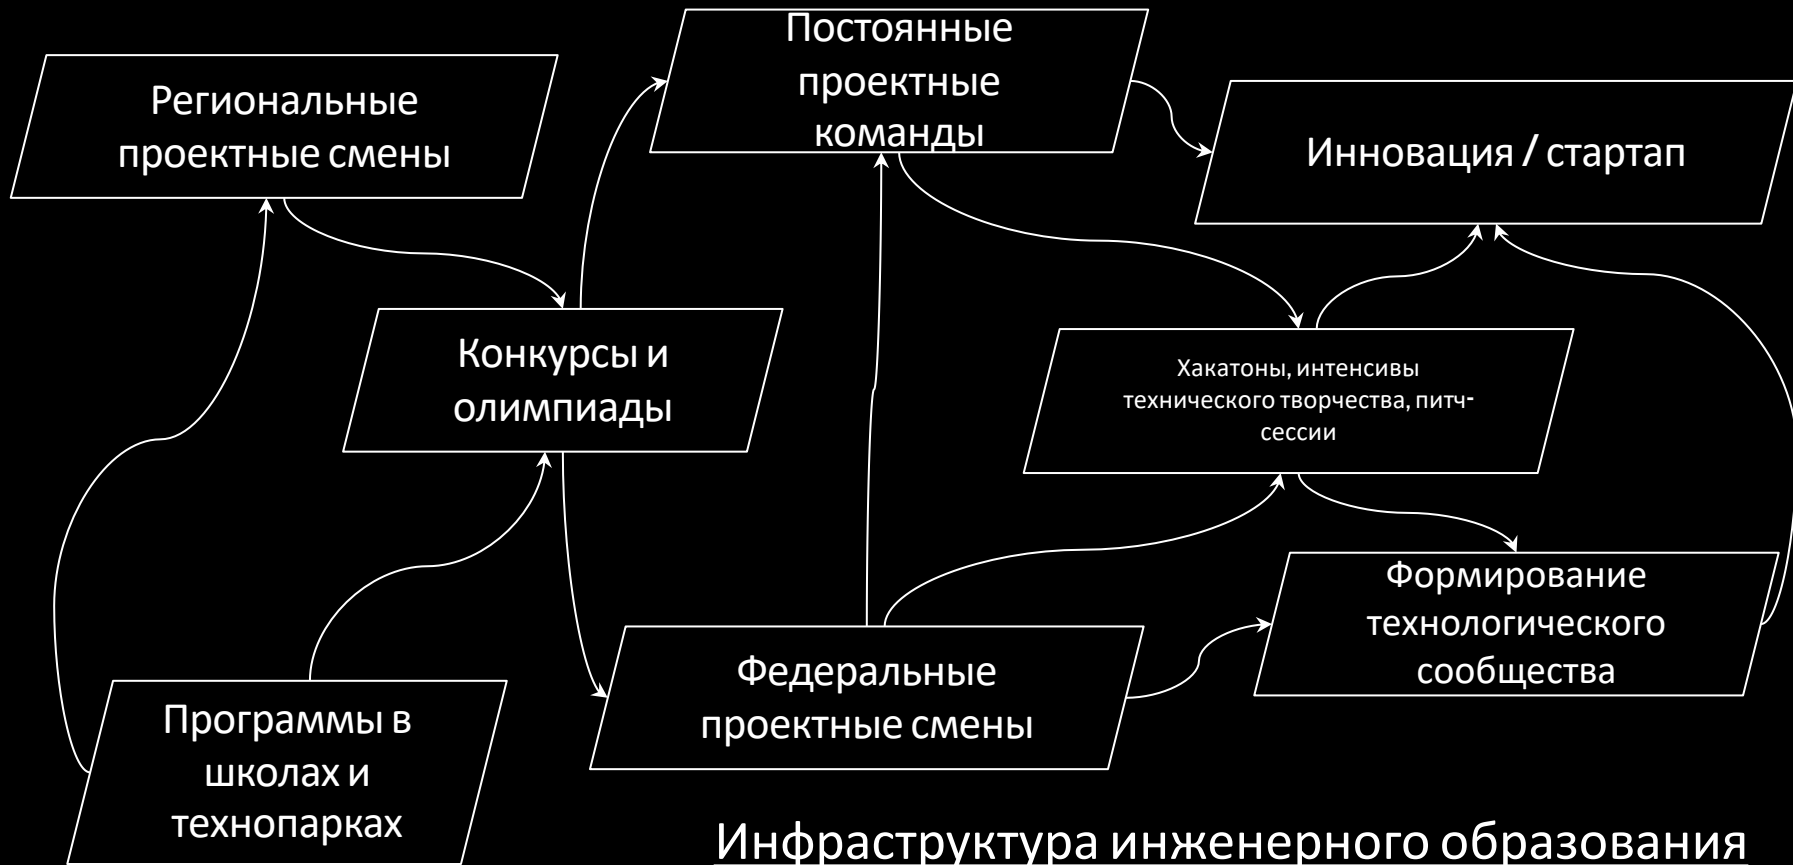 Постоянные
проектные
команды
Региональные
проектные смены
Инновация / стартап
Конкурсы и
олимпиады
Хакатоны, интенсивы
технического творчества, питч-
сессии
Формирование
технологического
сообщества
Федеральные
проектные смены
Программы в
школах и
технопарках
Инфраструктура инженерного образования